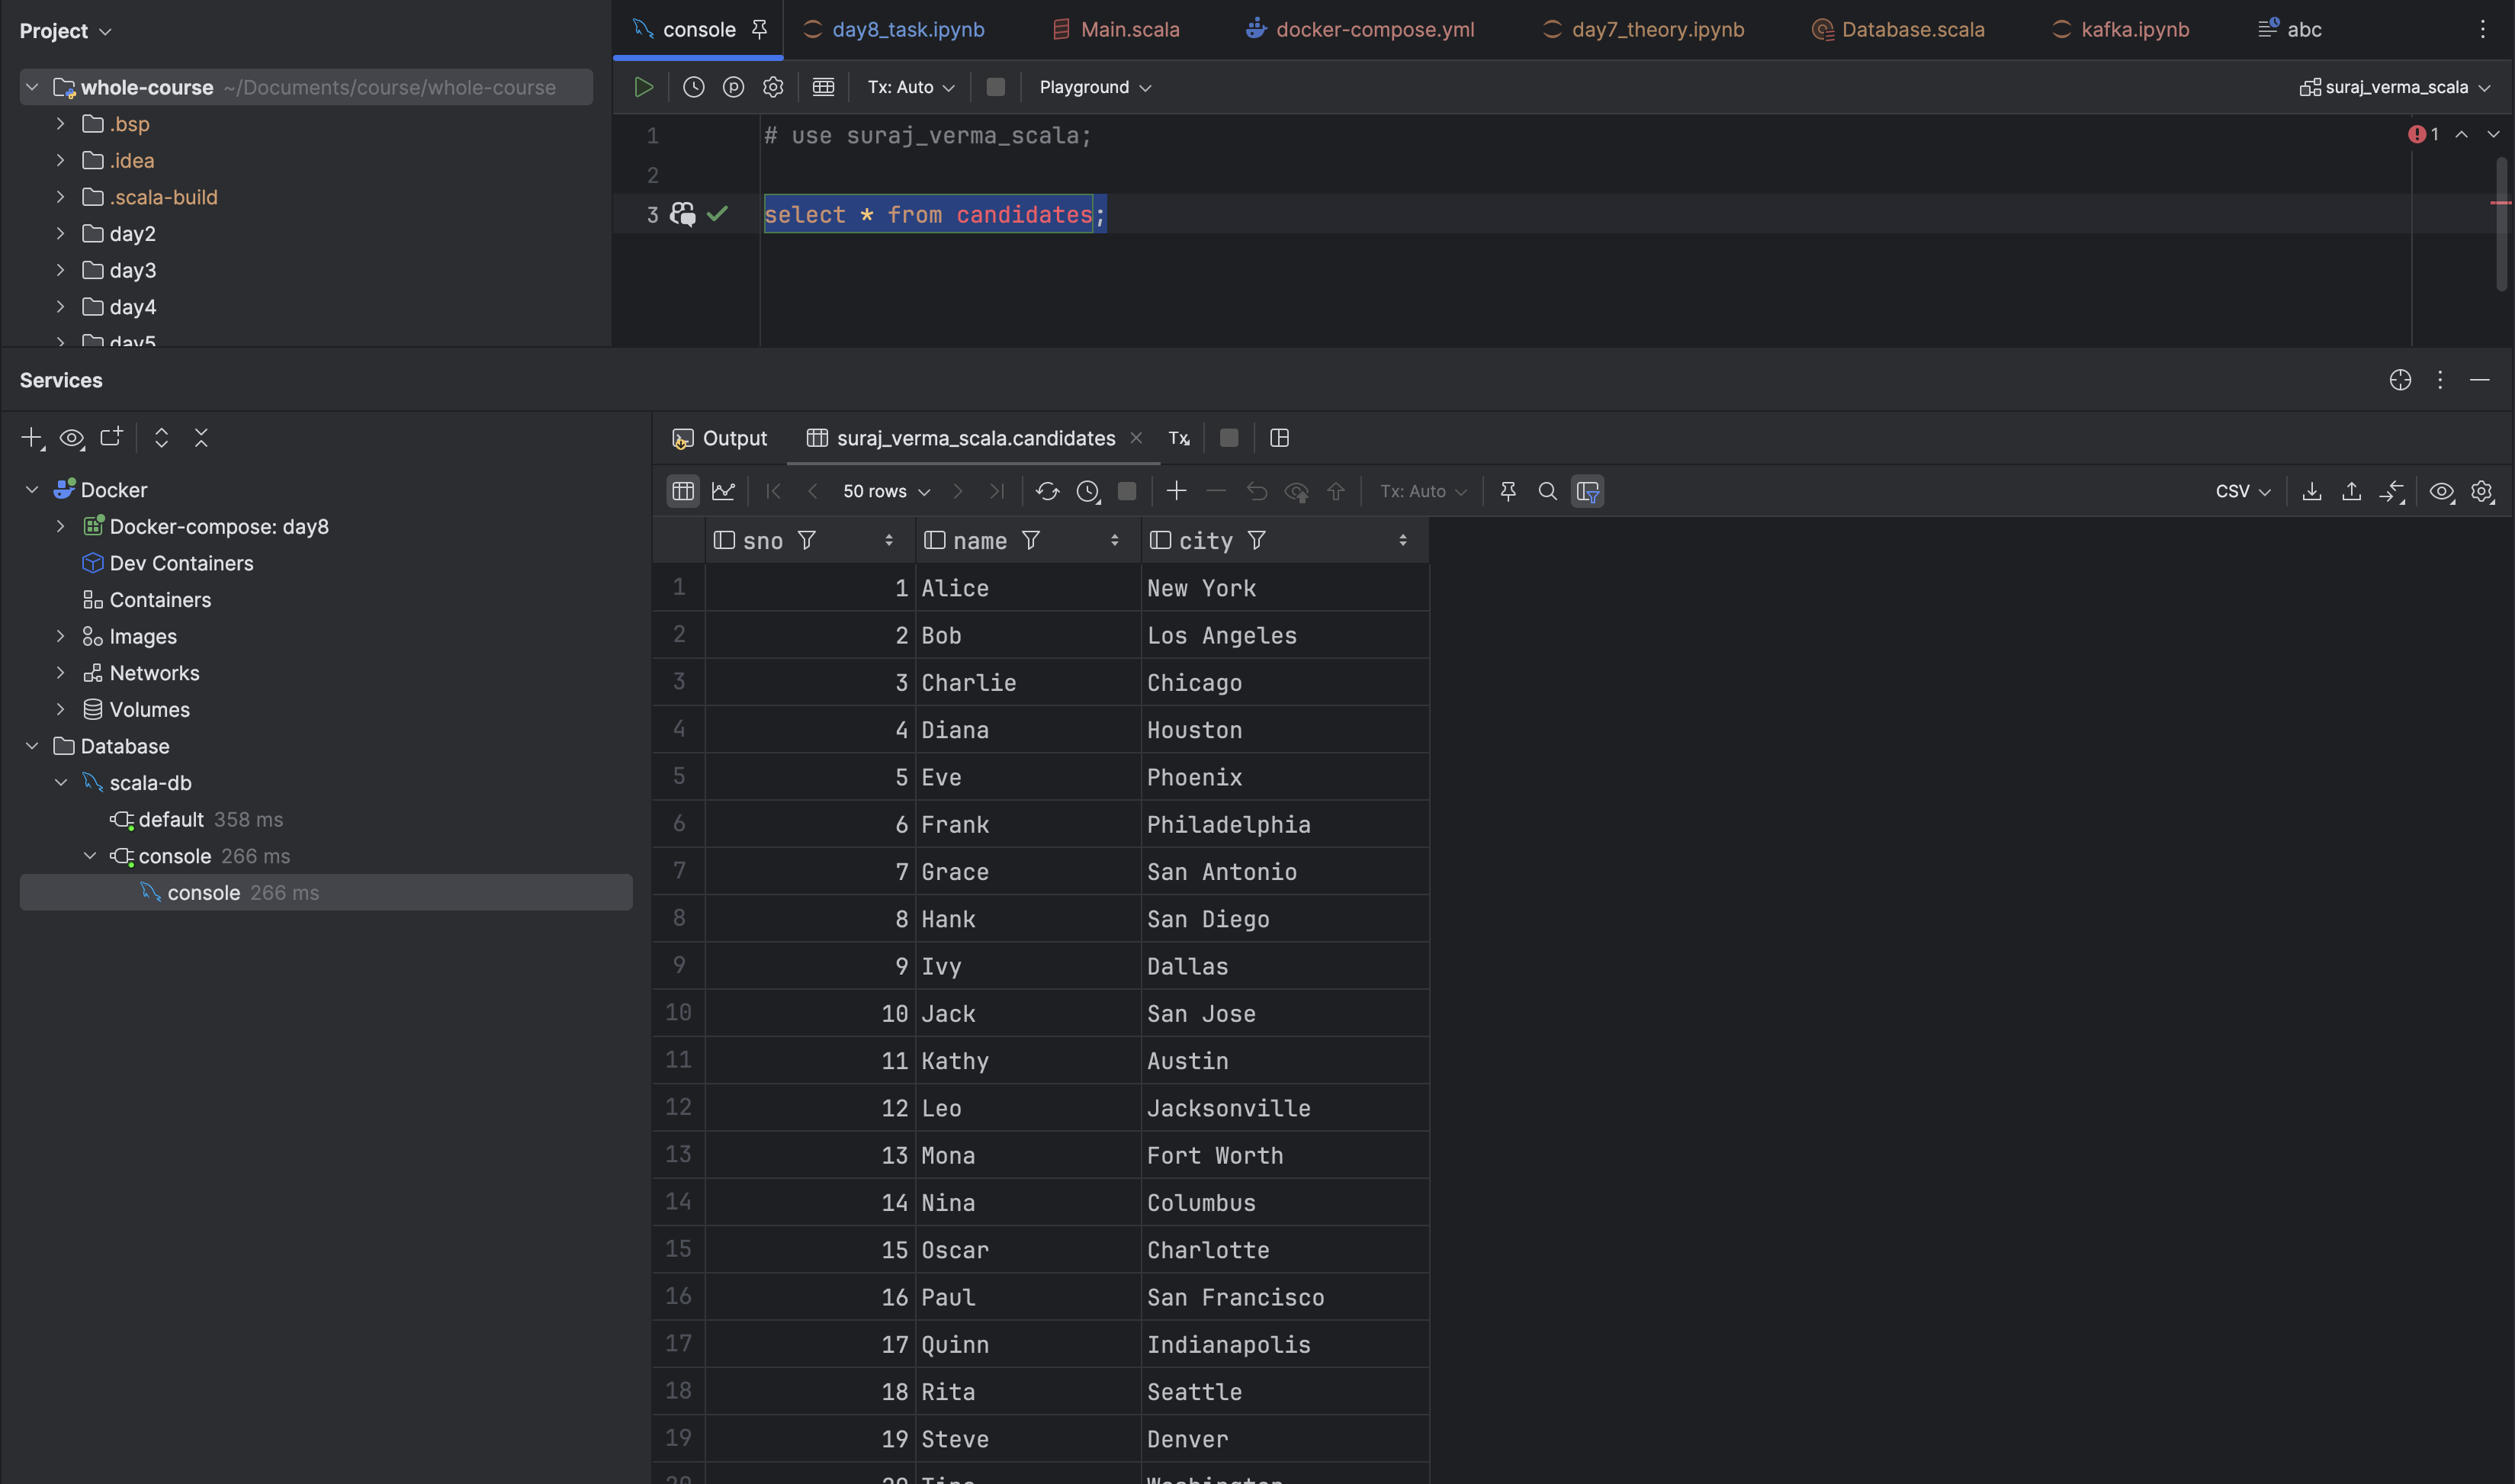 Project
console
day8_task.ipynb
Main.scala
docker-compose.yml
day7_theory.ipynb
Database.scala
kafka.ipynb
abc
whole-course ~/Documents/course/whole-course
.bsp
.idea
.scala-build
day2
day3
day4
day5
Tx: Auto
Playground
suraj_verma_scala
1 # use suraj_verma_scala;
1
2
3 select * from candidates;
Services
Docker
Docker-compose: day8
Dev Containers
Containers
Images
Networks
Volumes
Database
scala-db
default 358 ms
console 266 ms
console 266 ms
Output
suraj_verma_scala.candidates
Tx
50 rows
Tx: Auto
CSV
sno name city
1 1 Alice New York
2 2 Bob Los Angeles
3 3 Charlie Chicago
4 4 Diana Houston
5 5 Eve Phoenix
6 6 Frank Philadelphia
7 7 Grace San Antonio
8 8 Hank San Diego
9 9 Ivy Dallas
10 10 Jack San Jose
11 11 Kathy Austin
12 12 Leo Jacksonville
13 13 Mona Fort Worth
14 14 Nina Columbus
15 15 Oscar Charlotte
16 16 Paul San Francisco
17 17 Quinn Indianapolis
18 18 Rita Seattle
19 19 Steve Denver